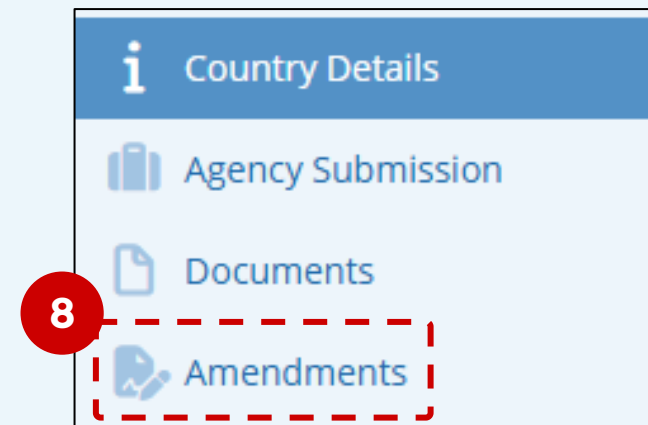 Country Details
Agency Submission
Documents
8
Amendments